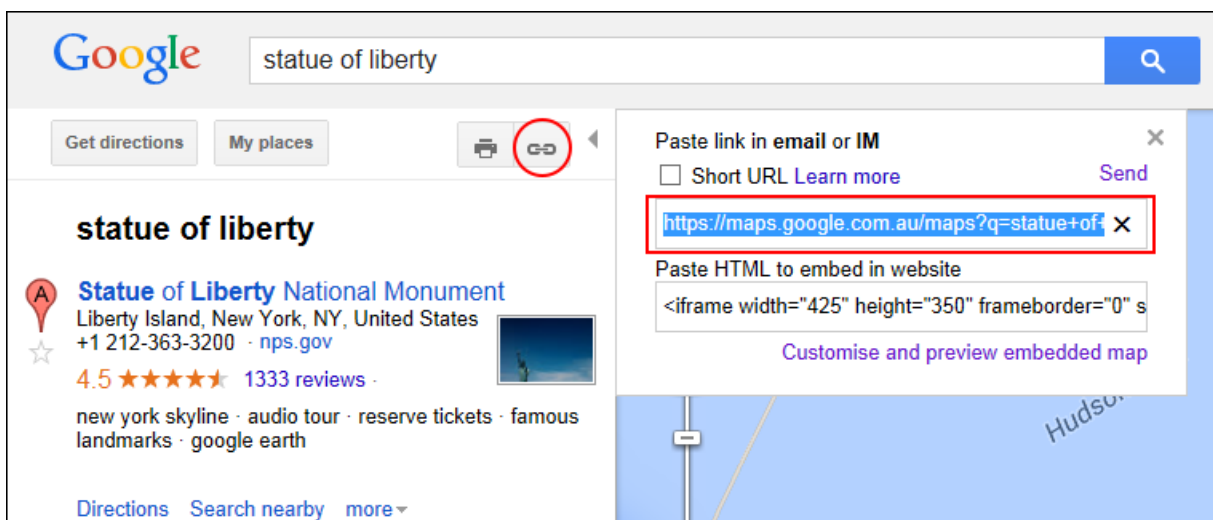 Google
statue of liberty
Get directions
My places
Paste link in email or IM
Short URL Learn more
Send
https://maps.google.com.au/maps?q=statue+of+
Paste HTML to embed in website
<iframe width="425" height="350" frameborder="0" s
Customise and preview embedded map
statue of liberty
A
Statue of Liberty National Monument
Liberty Island, New York, NY, United States
+1 212-363-3200 · nps.gov
4.5 ★★★★★ 1333 reviews ·
new york skyline · audio tour · reserve tickets · famous
landmarks · google earth
Directions Search nearby more